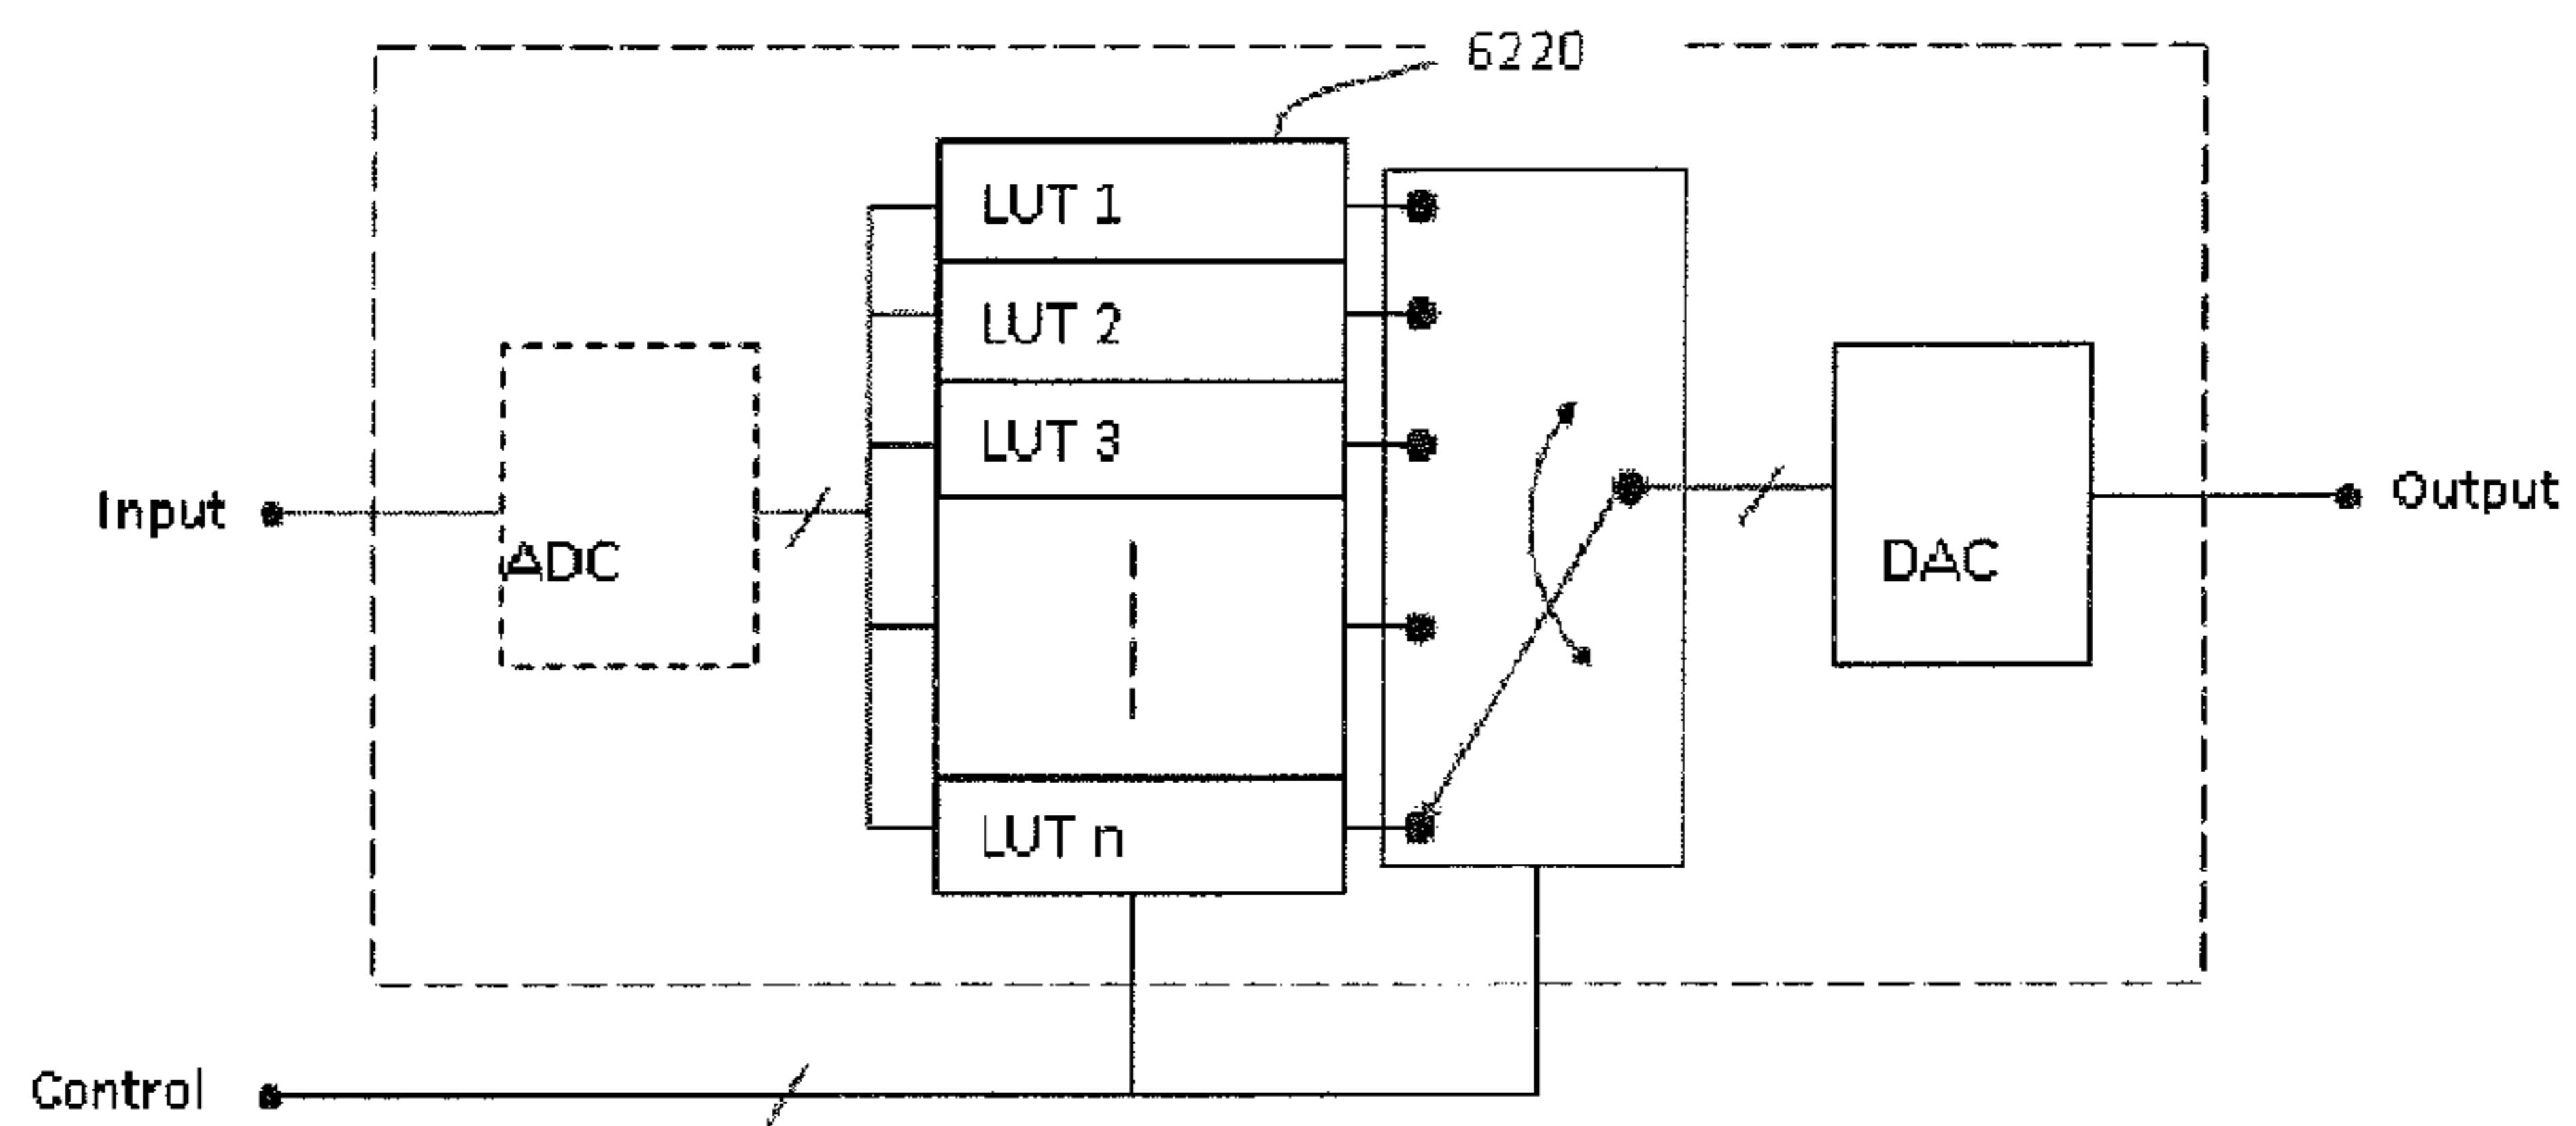 6220
LUT 1
LUT 2
LUT 3
LUT n
Input
ADC
DAC
Output
Control